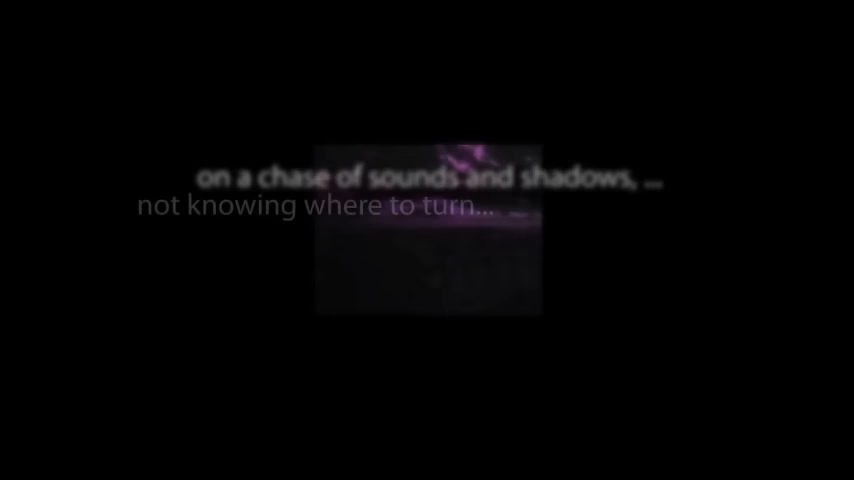 on a chase of sounds and shadows, ...
not knowing where to turn...